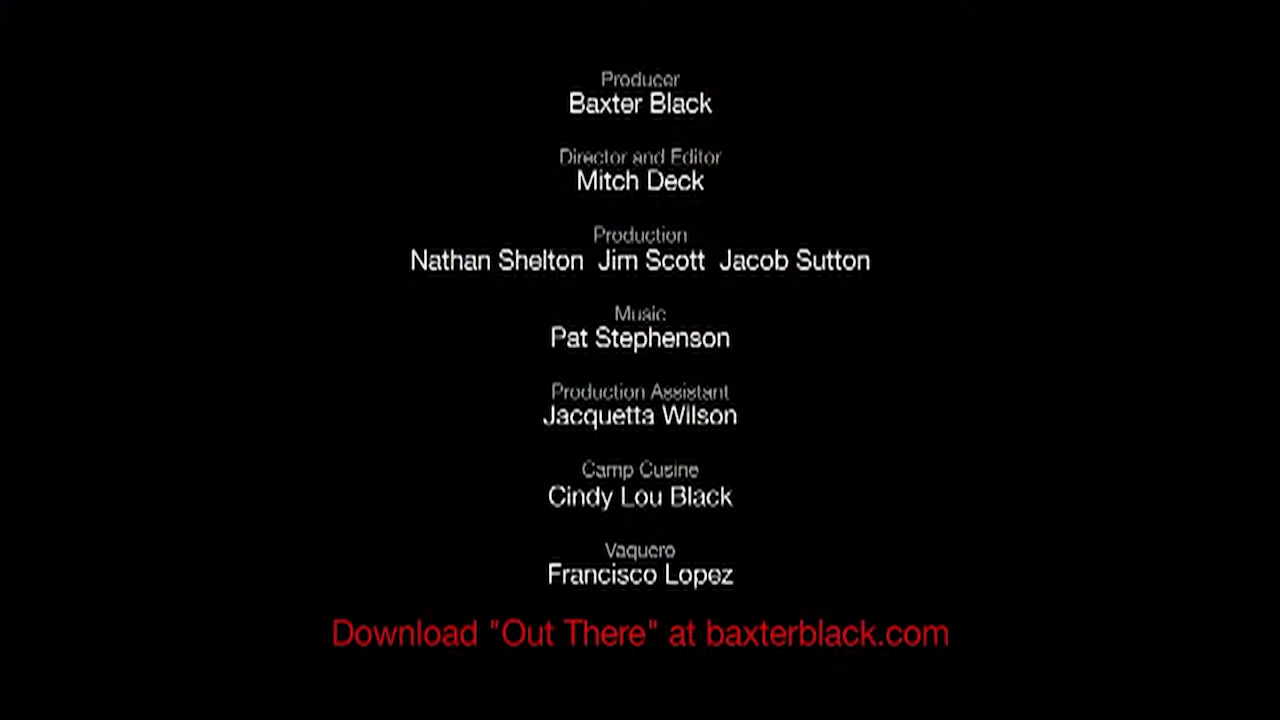 Producer
Baxter Black
Director and Editor
Mitch Deck
Production
Nathan Shelton  Jim Scott  Jacob Sutton
Music
Pat Stephenson
Production Assistant
Jacquetta Wilson
Camp Cusine
Cindy Lou Black
Vaquero
Francisco Lopez
Download "Out There" at baxterblack.com